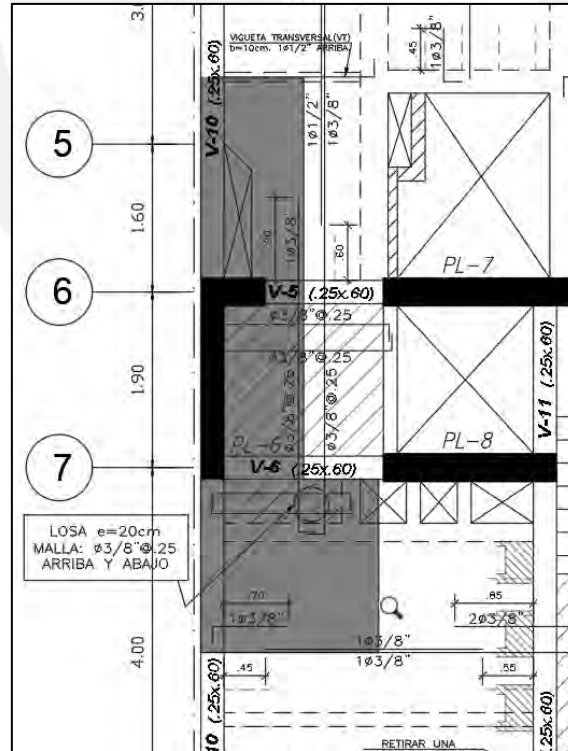 3.0
VIGUETA TRANSVERSAL(VT)
b=10cm. 1ø1/2" ARRIBA
.45
1ø3/8"
V-10 (.25x.60)
1ø1/2"
1ø3/8"
5
1.60
.90
1ø3/8"
.60
PL-7
6
V-5 (.25x.60)
ø3/8"@.25
ø3/8"@.25
1.90
ø3/8"@.25
ø3/8"@.25
V-11 (.25x.60)
PL-6
PL-8
7
V-6 (.25x.60)
LOSA e=20cm
MALLA: ø3/8"@.25
ARRIBA Y ABAJO
.70
1ø3/8"
.85
2ø3/8"
4.00
1ø3/8"
1ø3/8"
.45
.55
10 (.25x.60)
.25x.60)
RETIRAR UNA